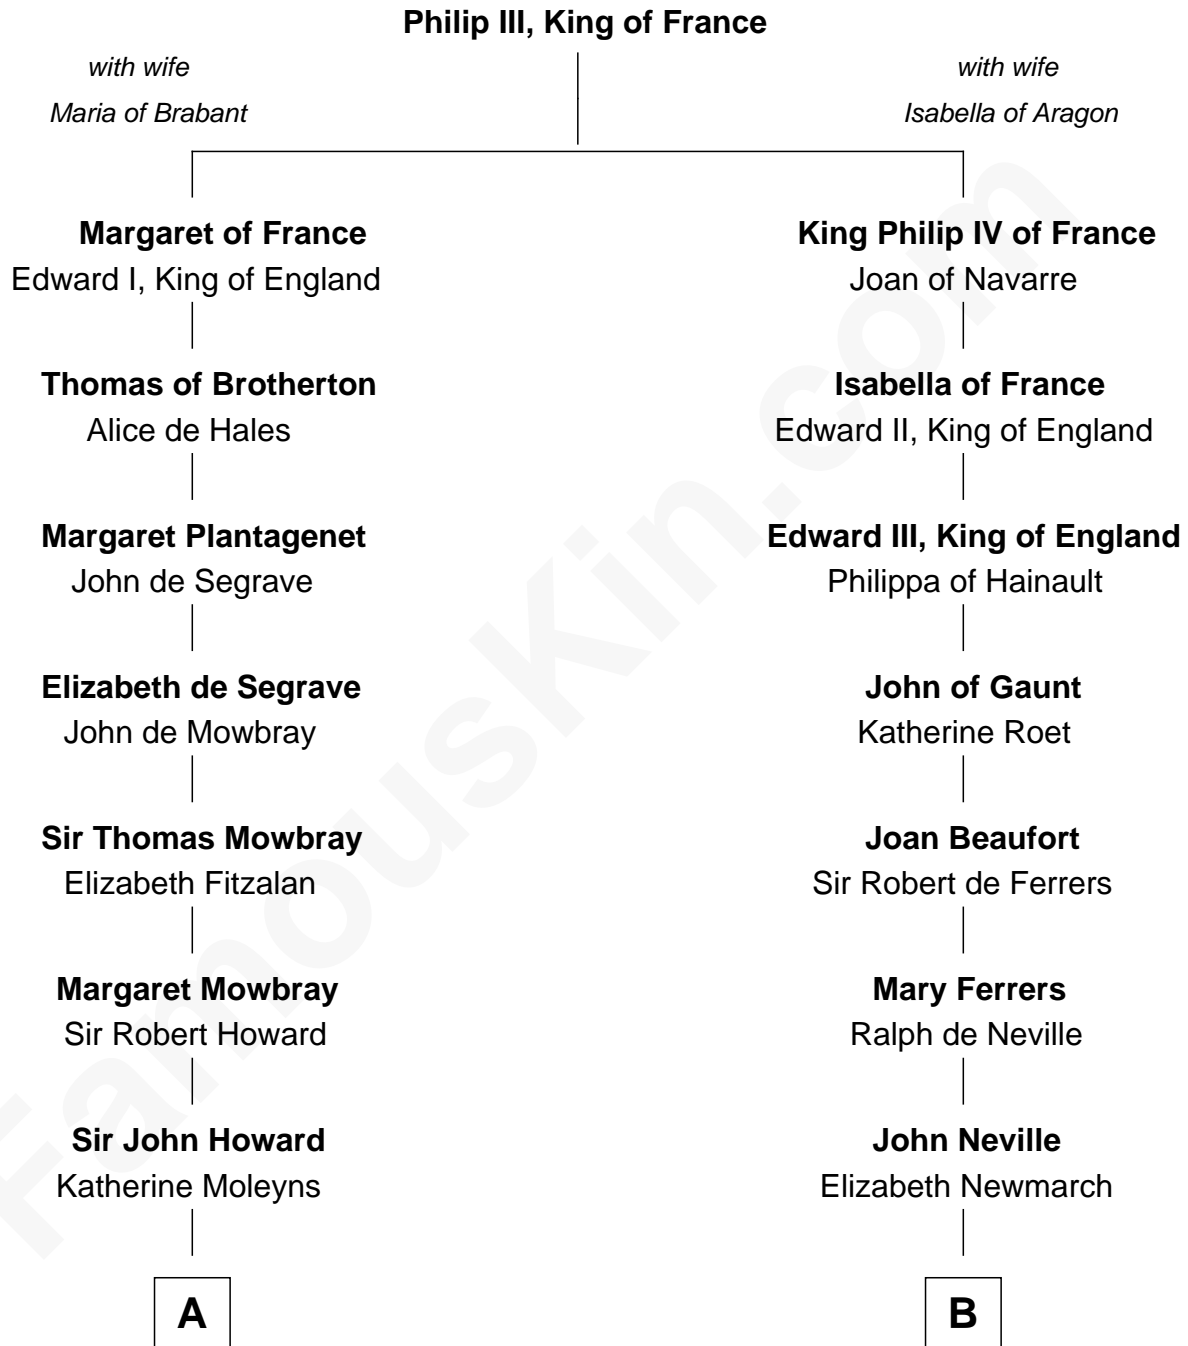 Philip III, King of France
with wife
Maria of Brabant
with wife
Isabella of Aragon
Margaret of France
Edward I, King of England
King Philip IV of France
Joan of Navarre
Thomas of Brotherton
Alice de Hales
Isabella of France
Edward II, King of England
Margaret Plantagenet
John de Segrave
Edward III, King of England
Philippa of Hainault
Elizabeth de Segrave
John de Mowbray
John of Gaunt
Katherine Roet
Sir Thomas Mowbray
Elizabeth Fitzalan
Joan Beaufort
Sir Robert de Ferrers
Margaret Mowbray
Sir Robert Howard
Mary Ferrers
Ralph de Neville
Sir John Howard
Katherine Moleyns
John Neville
Elizabeth Newmarch
A
B
FamousKin.com